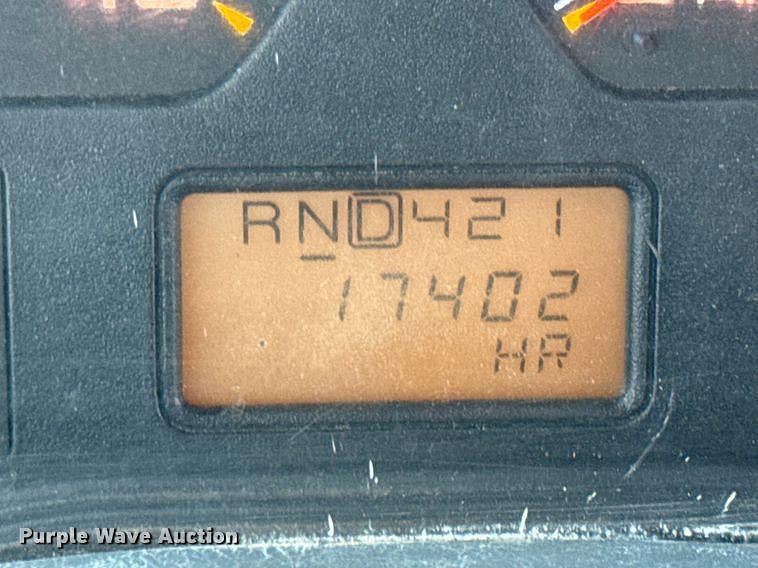 RND421
17402
HR
Purple Wave Auction